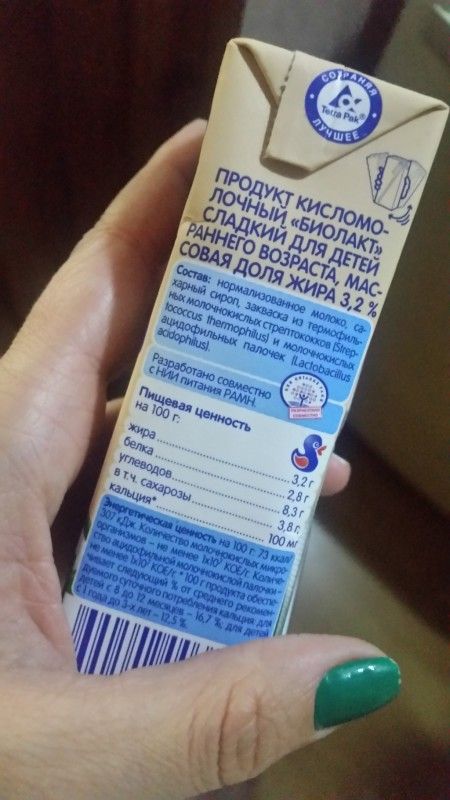 СОХРАНЯЯ
Tetra Pak®
ЛУЧШЕЕ
ПРОДУКТ КИСЛОМО-
ЛОЧНЫЙ «БИОЛАКТ»
СЛАДКИЙ ДЛЯ ДЕТЕЙ
РАННЕГО ВОЗРАСТА, МАС-
СОВАЯ ДОЛЯ ЖИРА 3,2 %
Состав: нормализованное молоко, са-
харный сироп, закваска из термофиль-
ных молочнокислых стрептококков (Strep-
tococcus thermophilus) и молочнокислых
ацидофильных палочек (Lactobacillus
acidophilus).
Разработано совместно
с НИИ питания РАМН.
РАЗРАБОТАНО
СОВМЕСТНО
Пищевая ценность
на 100 г:
жира 3,2 г
белка 2,8 г
углеводов 8,3 г
в т.ч. сахарозы 3,8 г
кальция* 100 мг
Энергетическая ценность на 100 г: 73 ккал/
307 кДж. Количество молочнокислых микро-
организмов – не менее 1х10⁷ КОЕ/г. Количе-
ство ацидофильной молочнокислой палочки –
не менее 1х10⁷ КОЕ/г. * 100 г продукта обеспе-
чивает следующий % от среднего рекомен-
дуемого суточного потребления кальция: для
детей с 8 до 12 месяцев – 16,7 %; для детей
с 1 года до 3-х лет – 12,5 %.